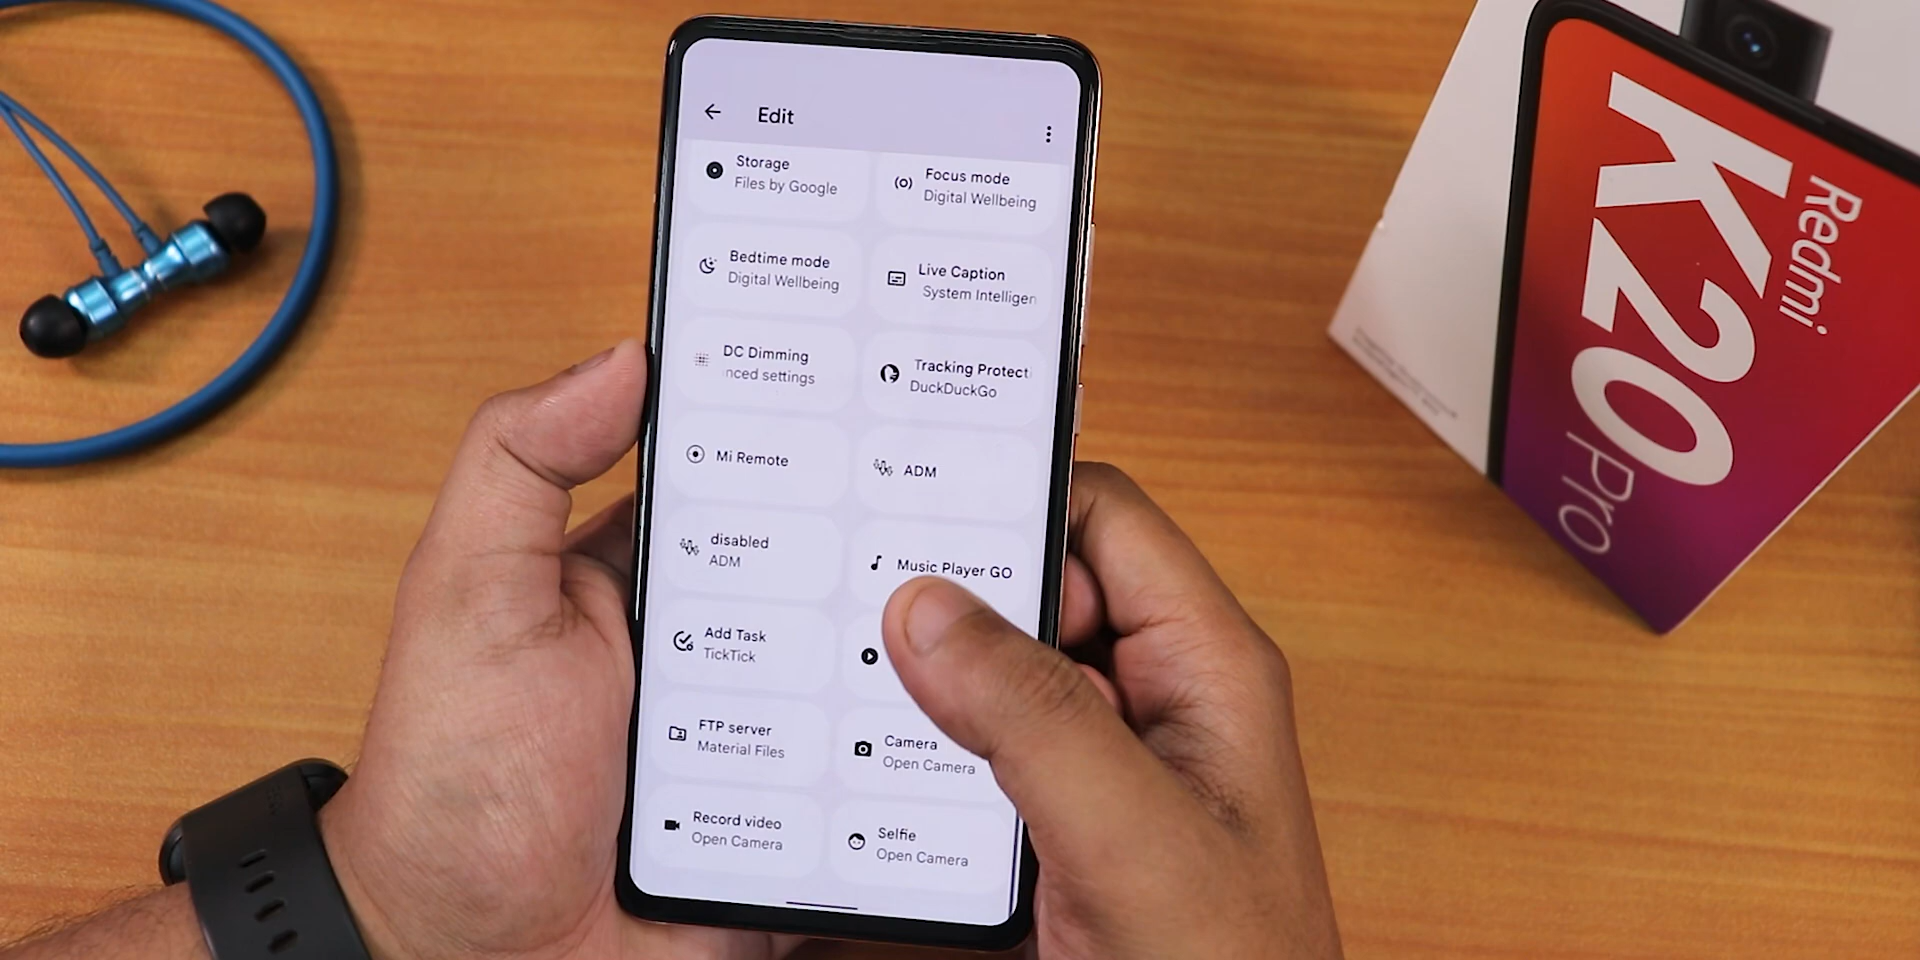 Edit
Storage
Files by Google
Focus mode
Digital Wellbeing
Bedtime mode
Digital Wellbeing
Live Caption
System Intelligen
DC Dimming
nced settings
Tracking Protect
DuckDuckGo
Mi Remote
ADM
disabled
ADM
Music Player GO
Add Task
TickTick
FTP server
Material Files
Camera
Open Camera
Record video
Open Camera
Selfie
Open Camera
Redmi
K20
Pro